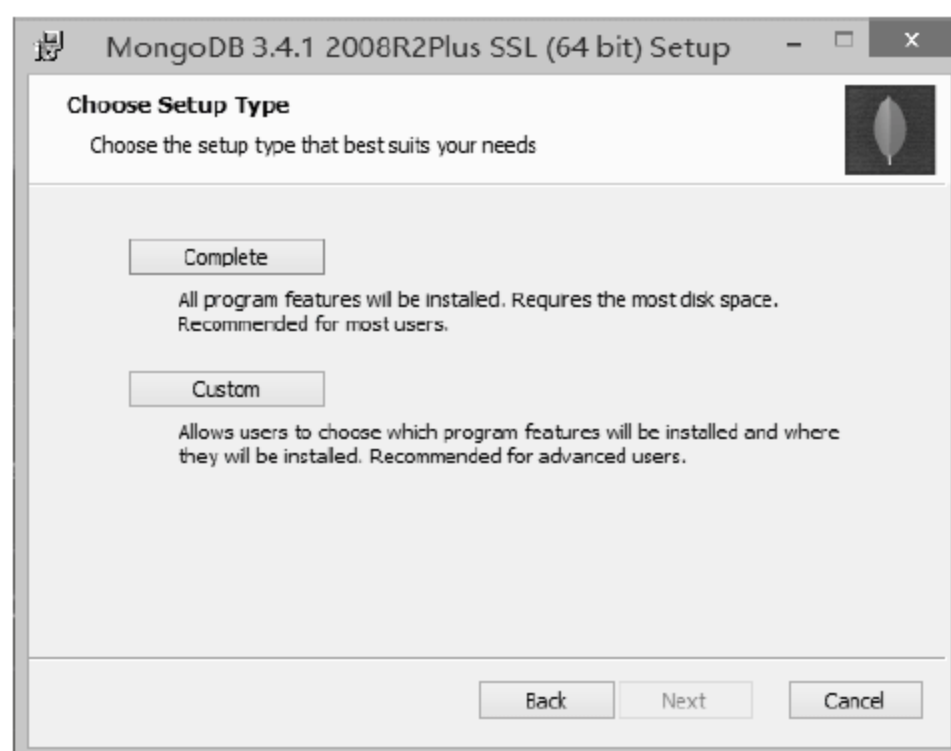 MongoDB 3.4.1 2008R2Plus SSL (64 bit) Setup
Choose Setup Type
Choose the setup type that best suits your needs
Complete
All program features will be installed. Requires the most disk space.
Recommended for most users.
Custom
Allows users to choose which program features will be installed and where
they will be installed. Recommended for advanced users.
Back
Next
Cancel